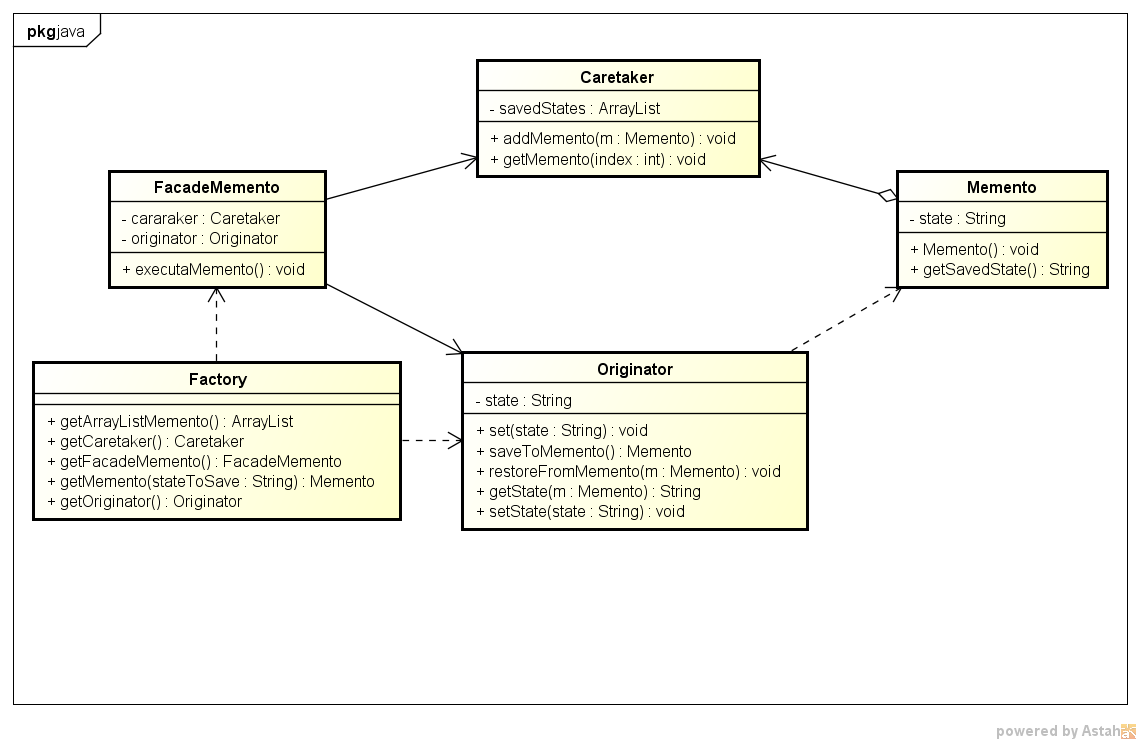 pkg java
Caretaker
- savedStates : ArrayList
+ addMemento(m : Memento) : void
+ getMemento(index : int) : void
FacadeMemento
- cararaker : Caretaker
- originator : Originator
+ executaMemento() : void
Memento
- state : String
+ Memento() : void
+ getSavedState() : String
Factory
+ getArrayListMemento() : ArrayList
+ getCaretaker() : Caretaker
+ getFacadeMemento() : FacadeMemento
+ getMemento(stateToSave : String) : Memento
+ getOriginator() : Originator
Originator
- state : String
+ set(state : String) : void
+ saveToMemento() : Memento
+ restoreFromMemento(m : Memento) : void
+ getState(m : Memento) : String
+ setState(state : String) : void
powered by Astah